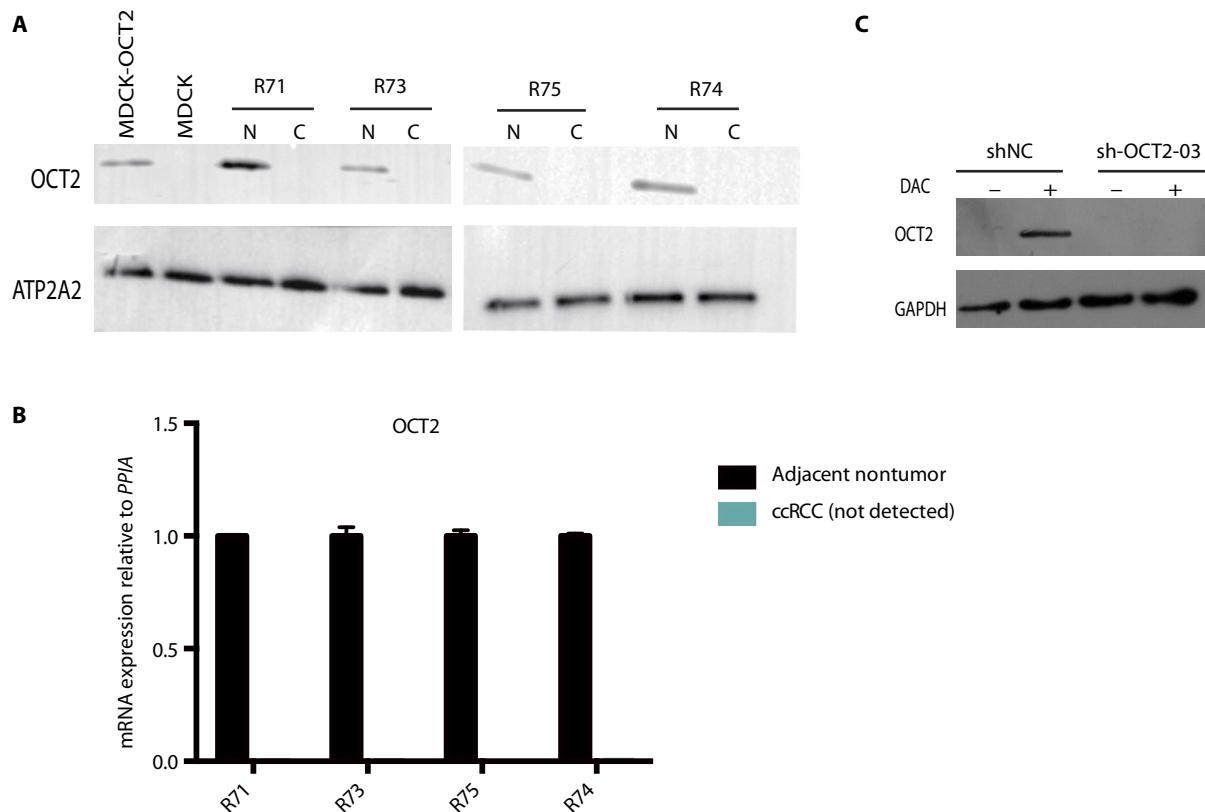 A
MDCK-OCT2
MDCK
R71
R73
R75
R74
N C N C N C N C
OCT2
ATP2A2
C
shNC sh-OCT2-03
DAC – + – +
OCT2
GAPDH
B
OCT2
mRNA expression relative to PPIA
1.5
1.0
0.5
0.0
R71
R73
R75
R74
Adjacent nontumor
ccRCC (not detected)